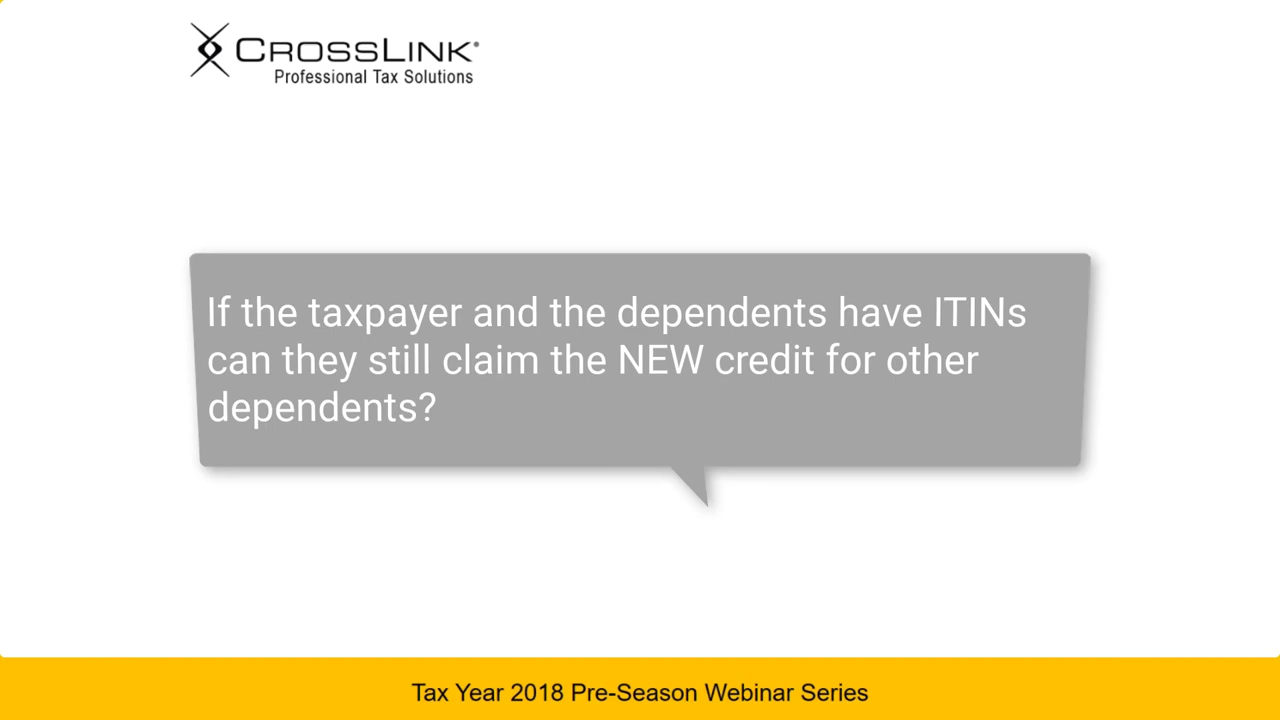 CROSSLINK®
Professional Tax Solutions
If the taxpayer and the dependents have ITINs
can they still claim the NEW credit for other
dependents?
Tax Year 2018 Pre-Season Webinar Series